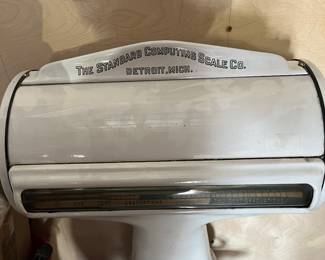 THE STANDARD COMPUTING SCALE CO.
DETROIT, MICH.